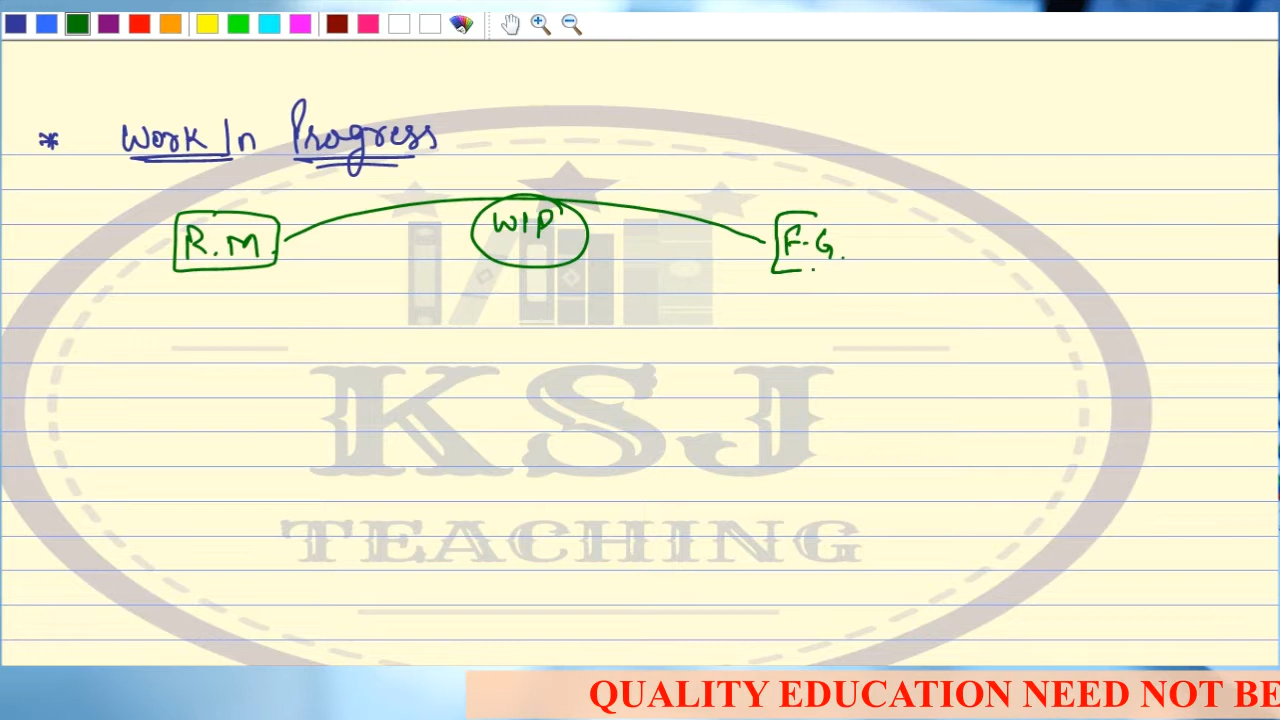 * Work In Progress
R.M. WIP F.G.
KSJ
TEACHING
QUALITY EDUCATION NEED NOT BE